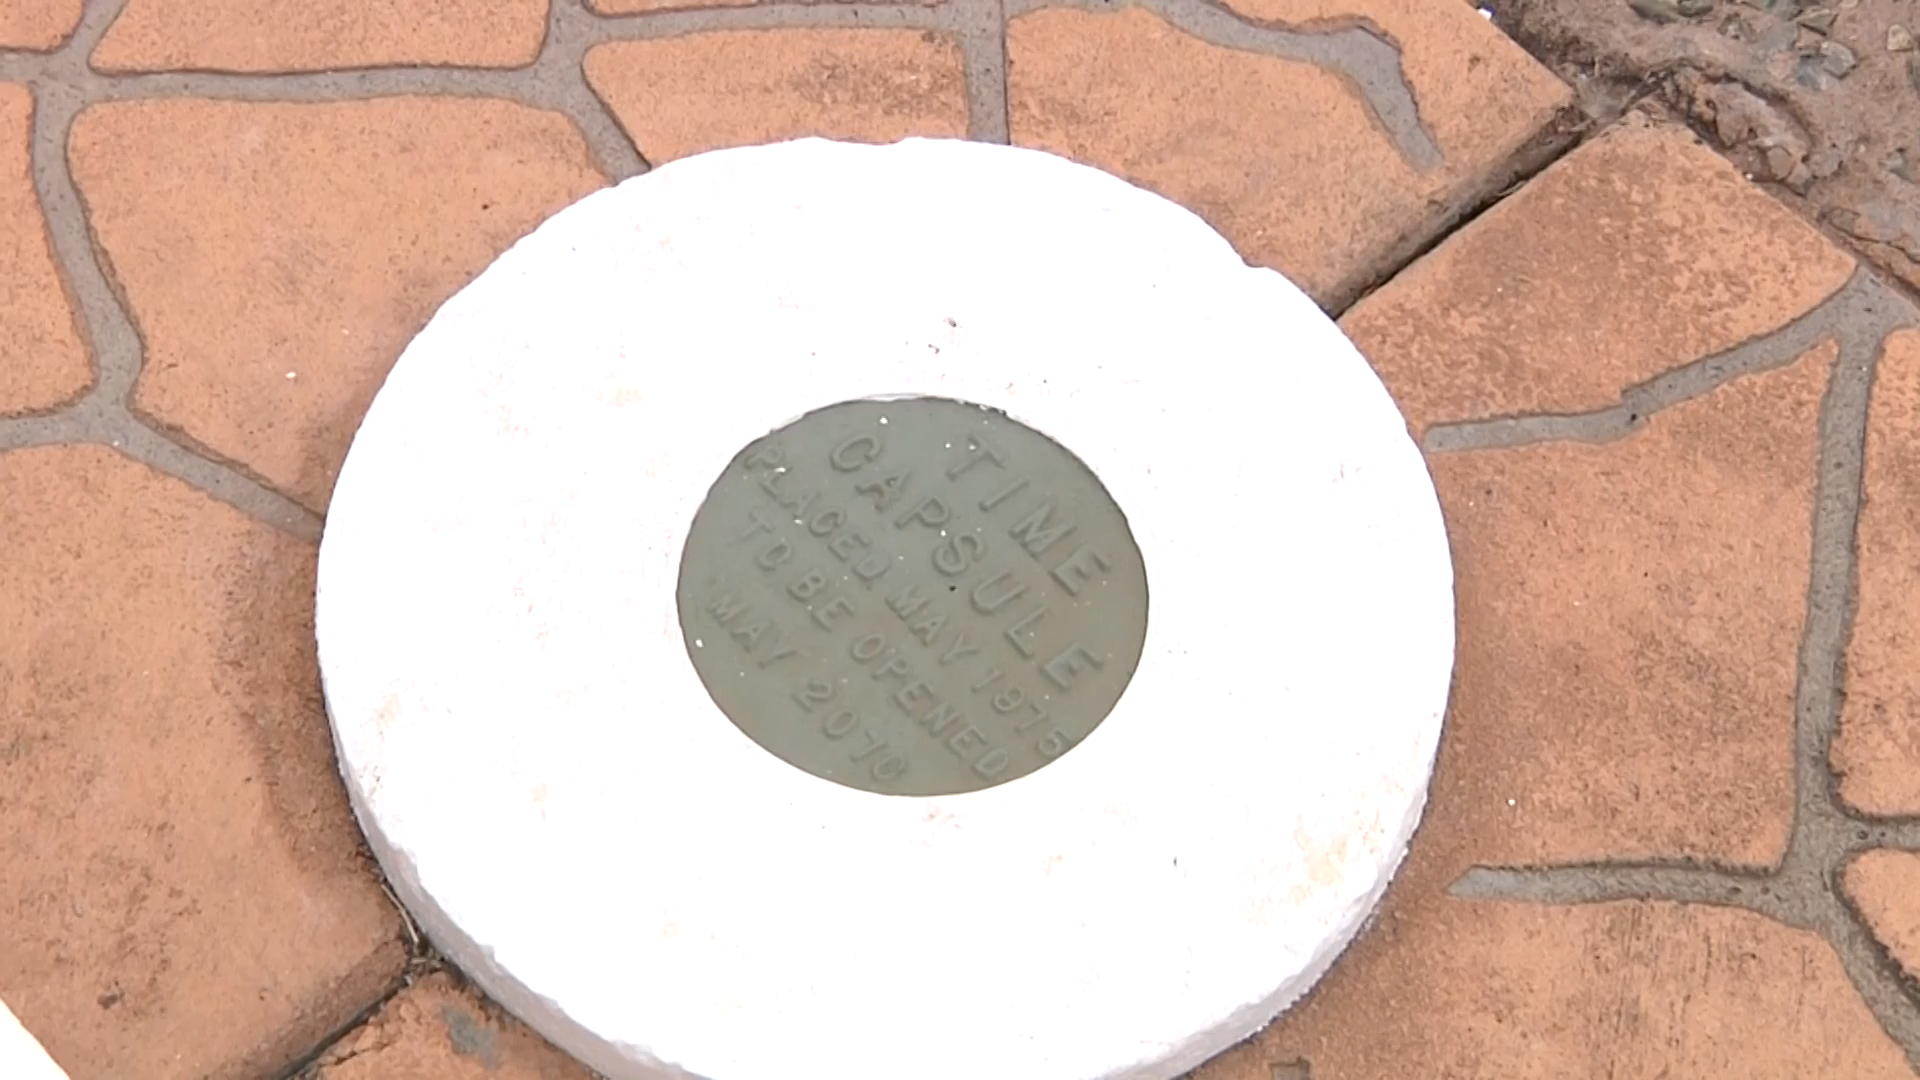 TIME
CAPSULE
PLACED MAY 1975
TO BE OPENED
MAY 2070